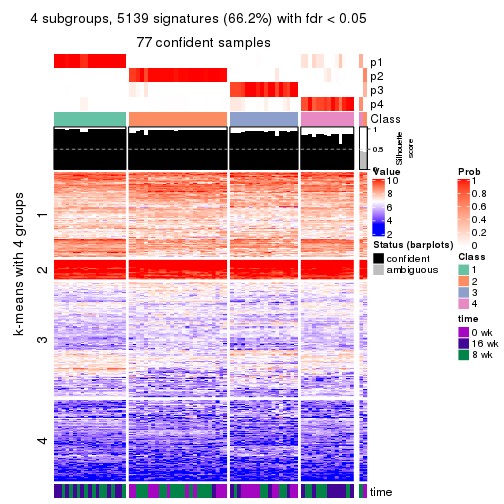 4 subgroups, 5139 signatures (66.2%) with fdr < 0.05
77 confident samples
p1
p2
p3
p4
Class
1
0.5
0
Silhouette
score
k-means with 4 groups
1
2
3
4
time
Value
10
8
6
4
2
Status (barplots)
confident
ambiguous
Prob
1
0.8
0.6
0.4
0.2
0
Class
1
2
3
4
time
0 wk
16 wk
8 wk